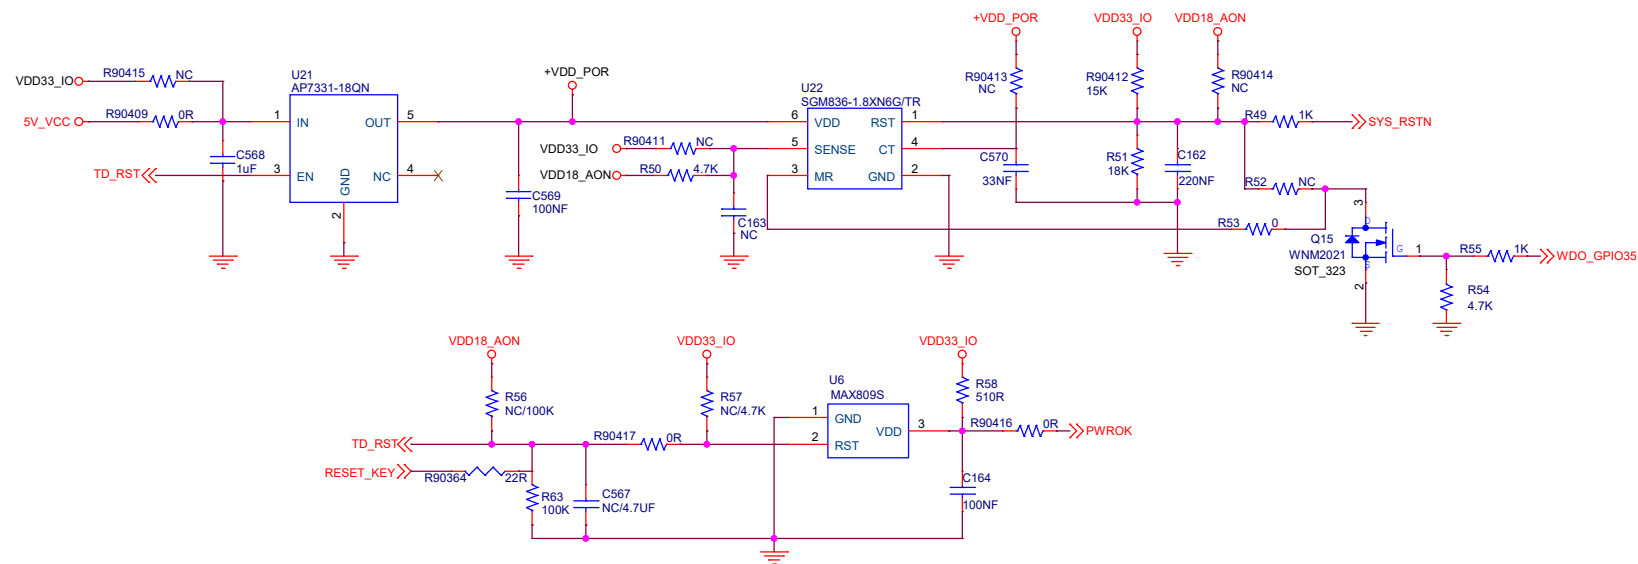 +VDD_POR VDD33_IO VDD18_AON
VDD33_IO R90415 NC
U21
AP7331-18QN
+VDD_POR
U22
SGM836-1.8XN6G/TR
R90413
NC
R90412
15K
R90414
NC
5V_VCC R90409 0R
1 IN OUT 5
6 VDD RST 1
R49 1K SYS_RSTN
VDD33_IO R90411 NC
5 SENSE CT 4
C568
1uF
TD_RST
3 EN NC 4
GND
2
VDD18_AON R50 4.7K
3 MR GND 2
C570
33NF
R51
18K
C162
220NF
R52 NC
C569
100NF
C163
NC
R53 0
3
D
Q15
WNM2021
SOT_323
G
S
1
2
R55 1K WDO_GPIO35
R54
4.7K
VDD18_AON VDD33_IO VDD33_IO
R56
NC/100K
R57
NC/4.7K
U6
MAX809S
R58
510R
1 GND
VDD 3
R90416 0R PWROK
TD_RST
R90417 0R
2 RST
RESET_KEY R90364 22R
R63
100K
C567
NC/4.7UF
C164
100NF